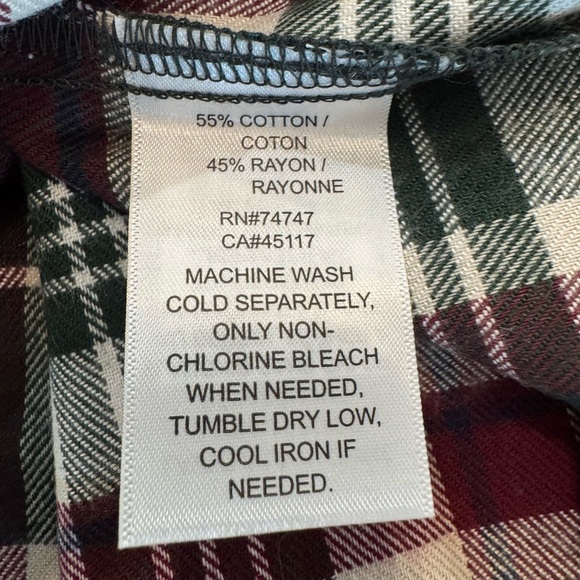 55% COTTON /
COTON
45% RAYON /
RAYONNE
RN#74747
CA#45117
MACHINE WASH
COLD SEPARATELY,
ONLY NON-
CHLORINE BLEACH
WHEN NEEDED,
TUMBLE DRY LOW,
COOL IRON IF
NEEDED.